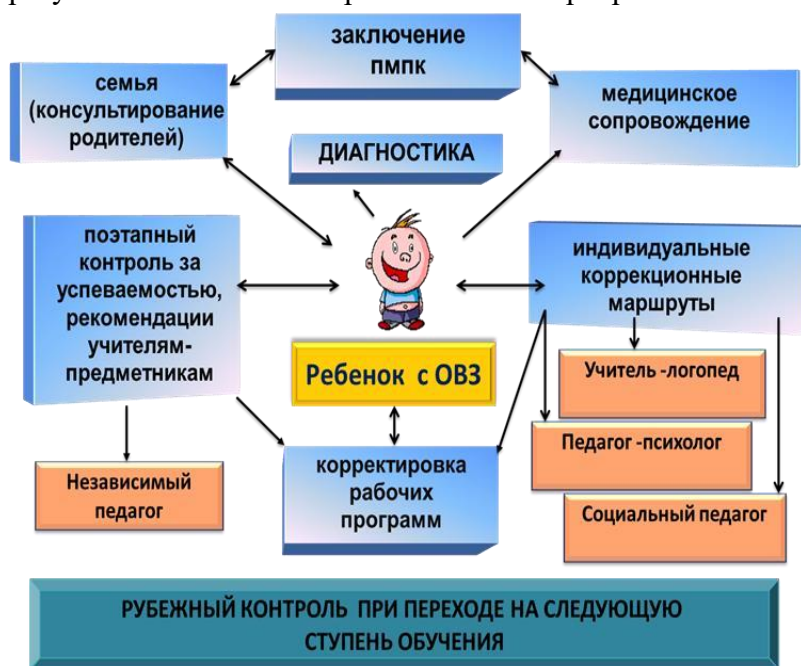 заключение
пмпк
семья
(консультирование
родителей)
медицинское
сопровождение
ДИАГНОСТИКА
поэтапный
контроль за
успеваемостью,
рекомендации
учителям-
предметникам
индивидуальные
коррекционные
маршруты
Ребенок с ОВЗ
Учитель -логопед
Педагог -психолог
Социальный педагог
Независимый
педагог
корректировка
рабочих
программ
РУБЕЖНЫЙ КОНТРОЛЬ ПРИ ПЕРЕХОДЕ НА СЛЕДУЮЩУЮ
СТУПЕНЬ ОБУЧЕНИЯ